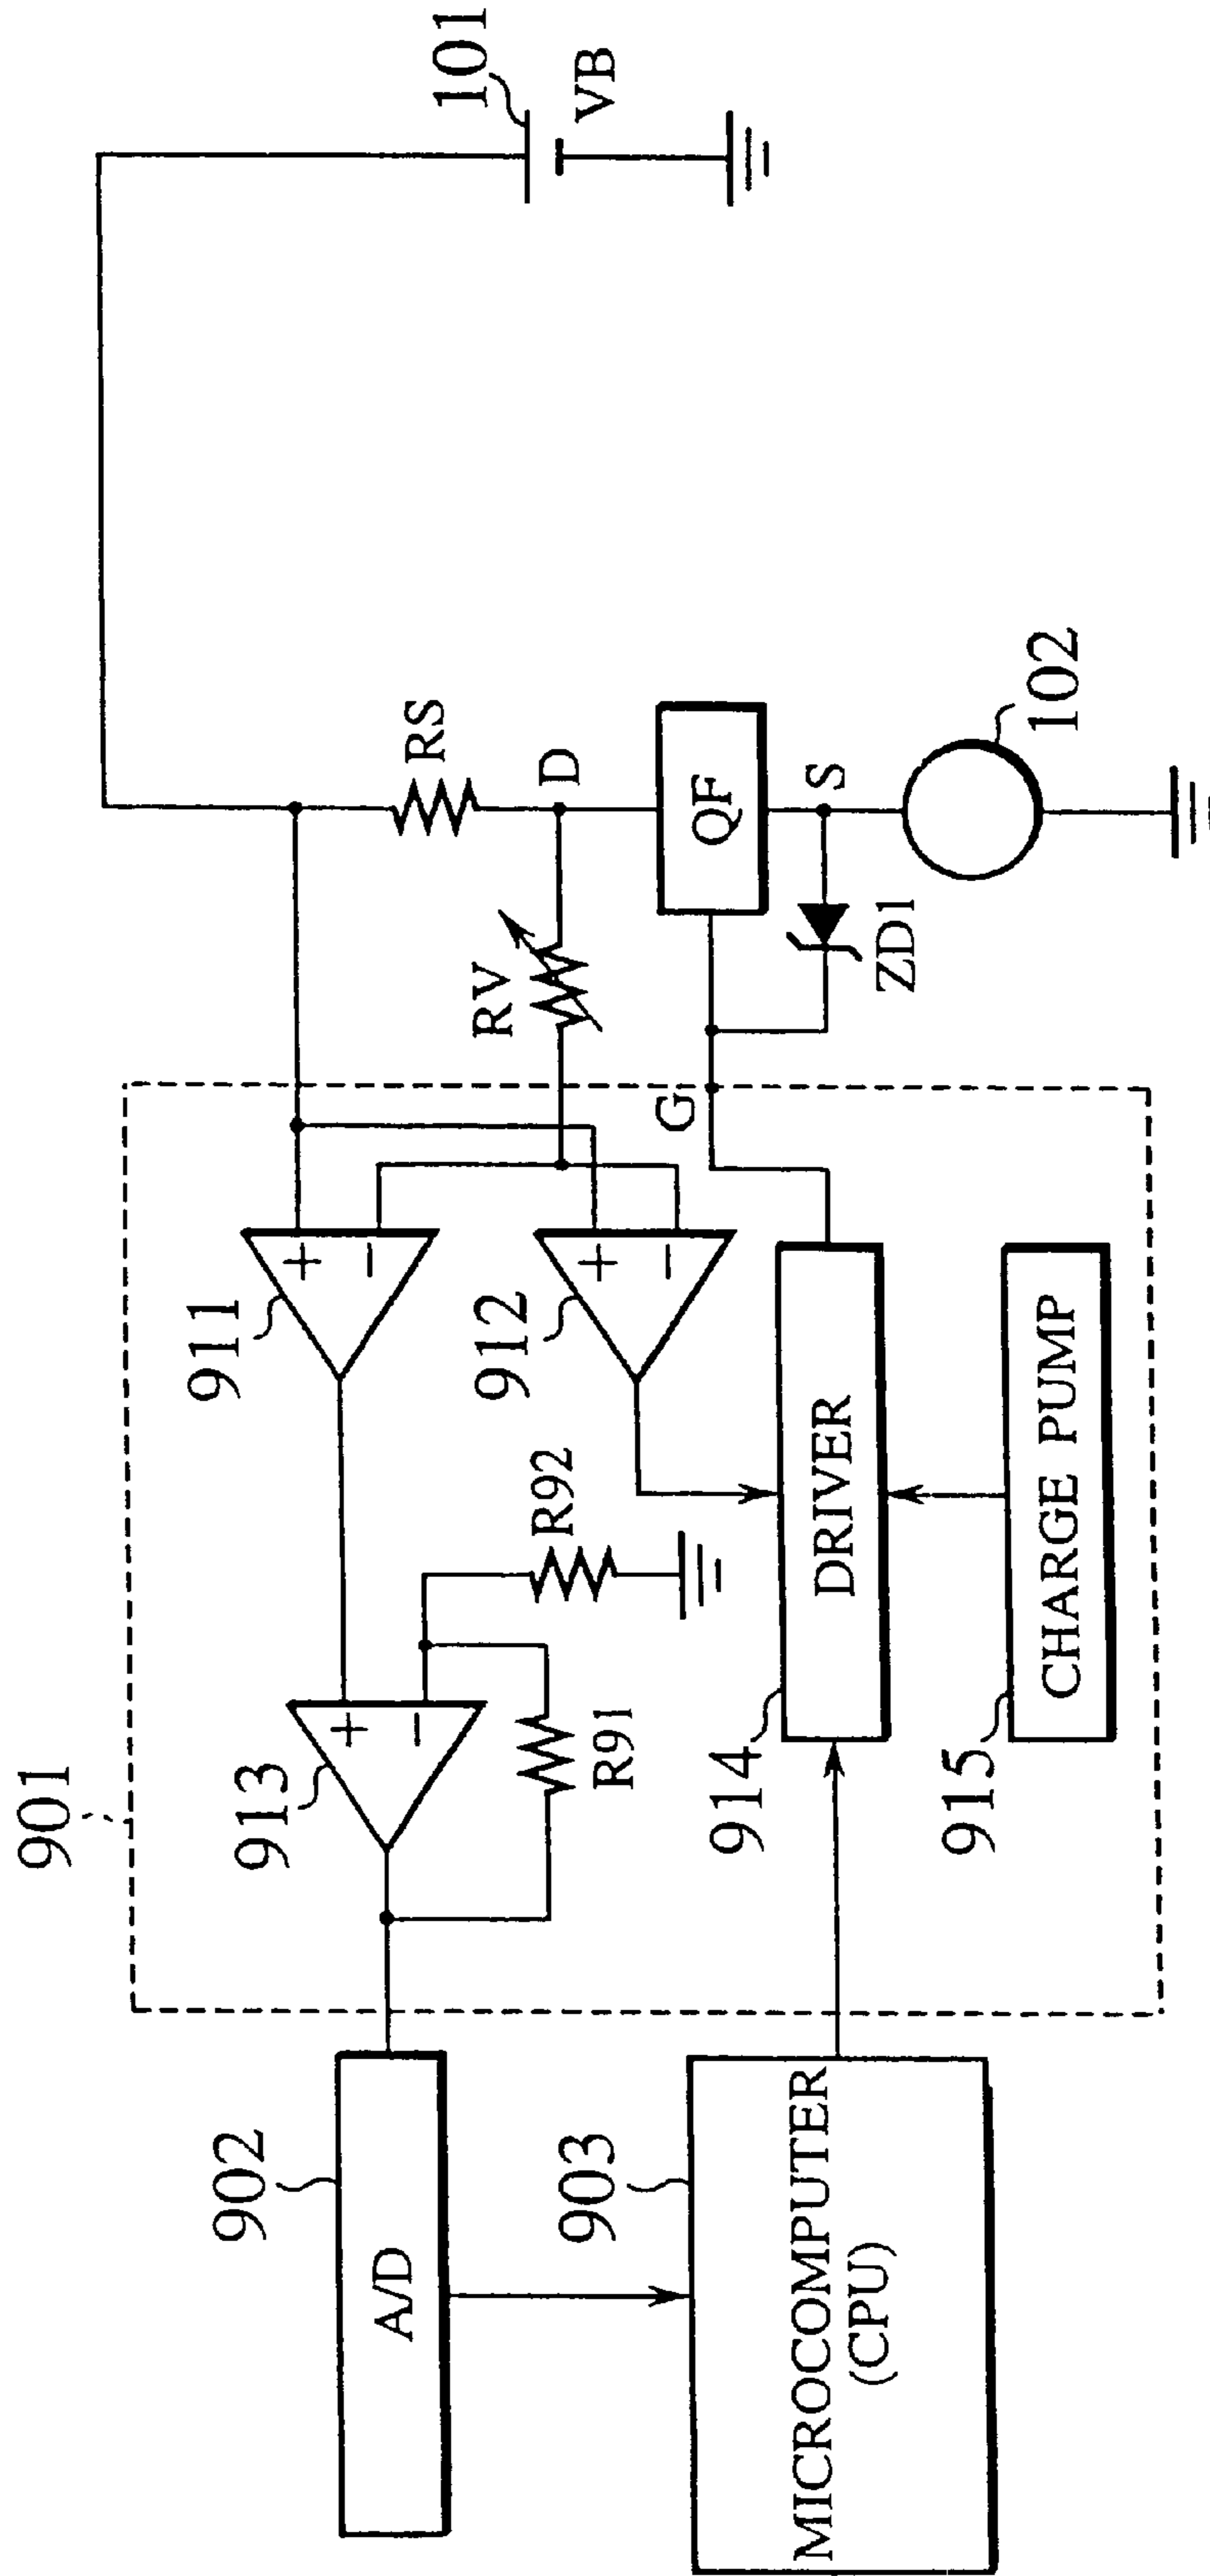 901
902
A/D
903
MICROCOMPUTER
(CPU)
913
+
−
R91
R92
911
+
−
912
+
−
914
DRIVER
915
CHARGE PUMP
G
RV
RS
D
QF
S
ZD1
102
101
VB